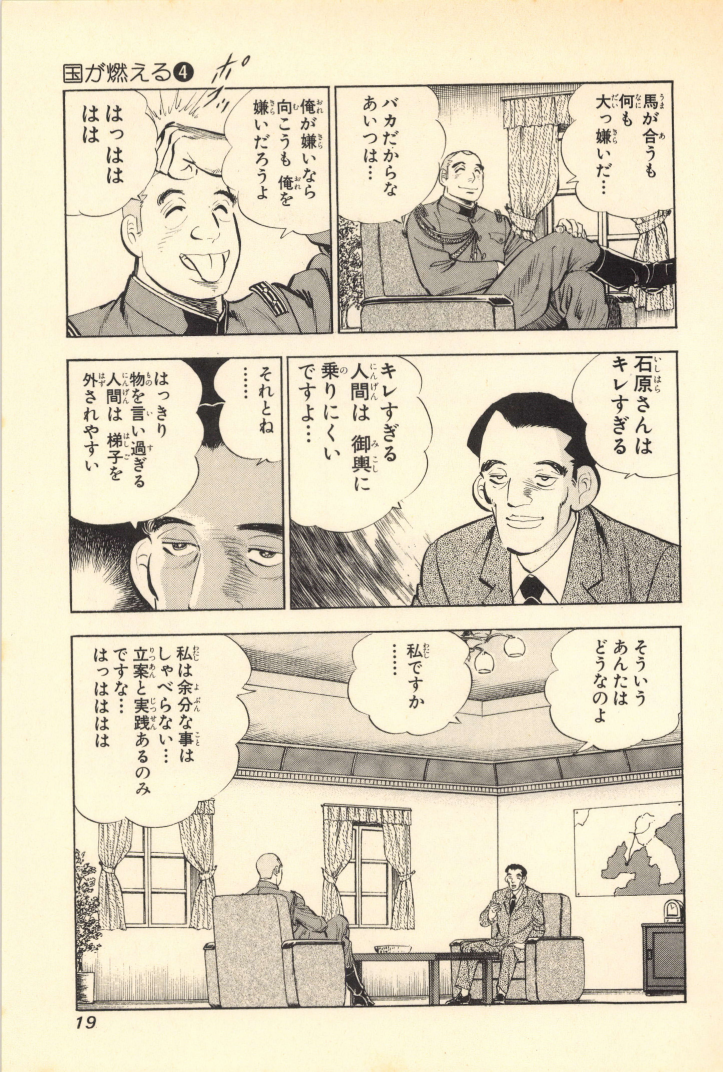 国が燃える❹
馬が合うも
何も
大っ嫌いだ…
バカだからな
あいつは…
ポ
俺が嫌いなら
向こうも 俺を
嫌いだろうよ
はっはは
はは
石原さんは
キレすぎる
キレすぎる
人間は 御輿に
乗りにくい
ですよ…
それとね
……
はっきり
物を言い過ぎる
人間は 梯子を
外されやすい
そういう
あんたは
どうなのよ
私ですか
……
私は余分な事は
しゃべらない…
立案と実践あるのみ
ですな…
はっはははは
19